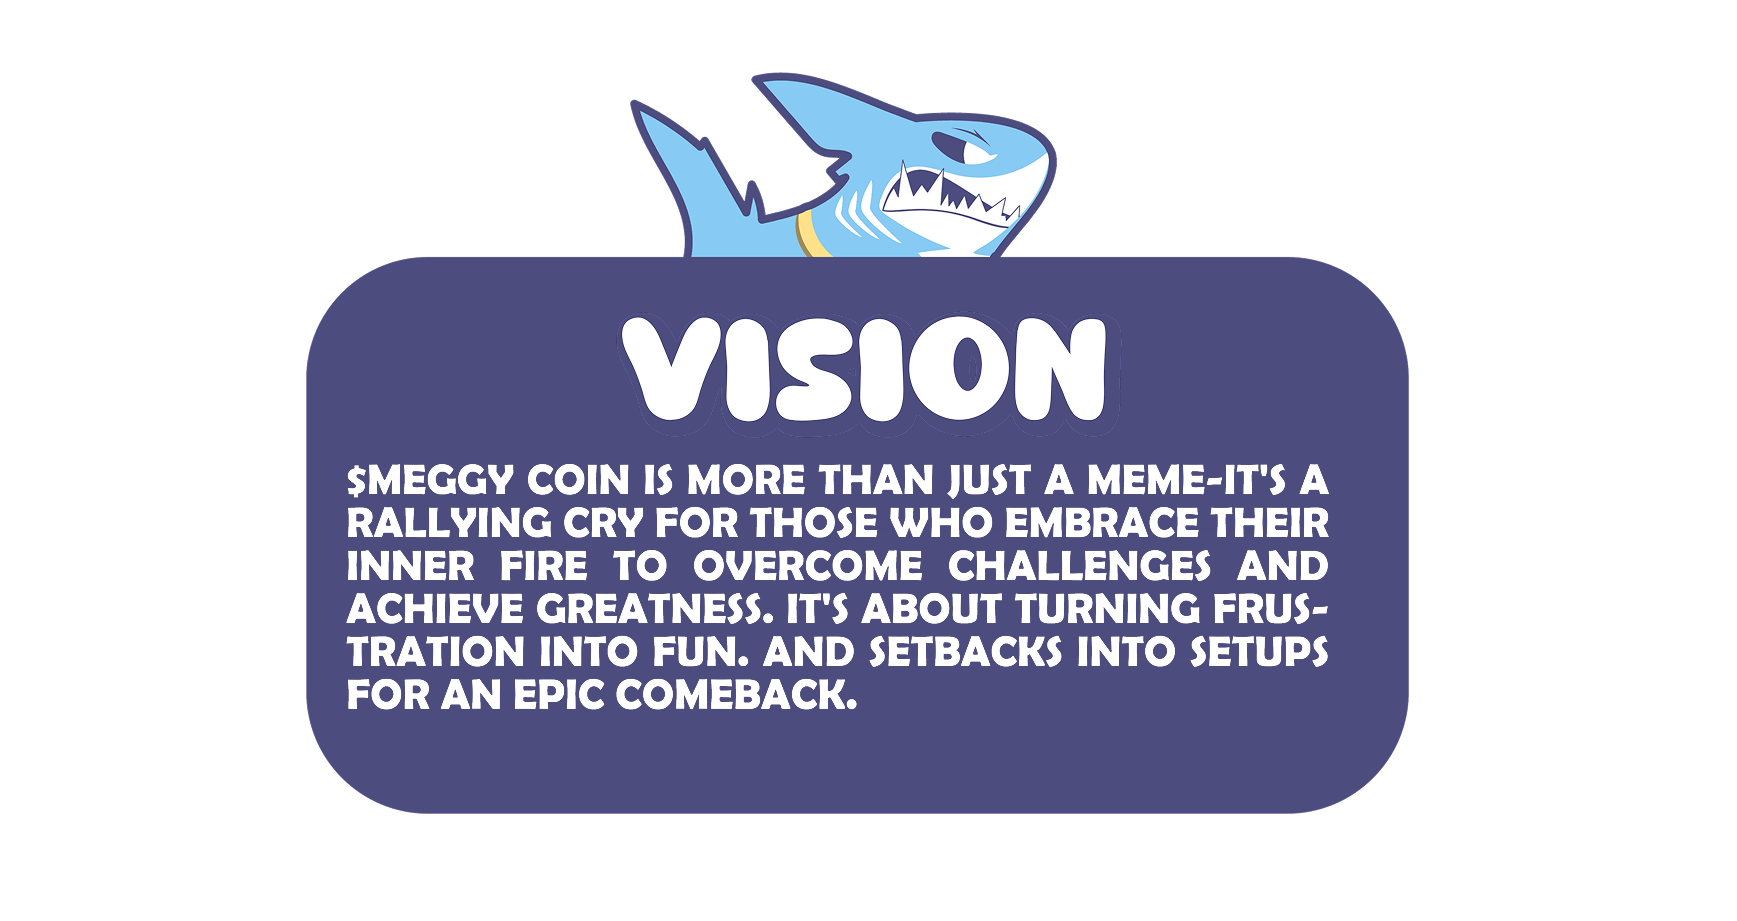 VISION
$MEGGY COIN IS MORE THAN JUST A MEME-IT'S A
RALLYING CRY FOR THOSE WHO EMBRACE THEIR
INNER FIRE TO OVERCOME CHALLENGES AND
ACHIEVE GREATNESS. IT'S ABOUT TURNING FRUS-
TRATION INTO FUN. AND SETBACKS INTO SETUPS
FOR AN EPIC COMEBACK.